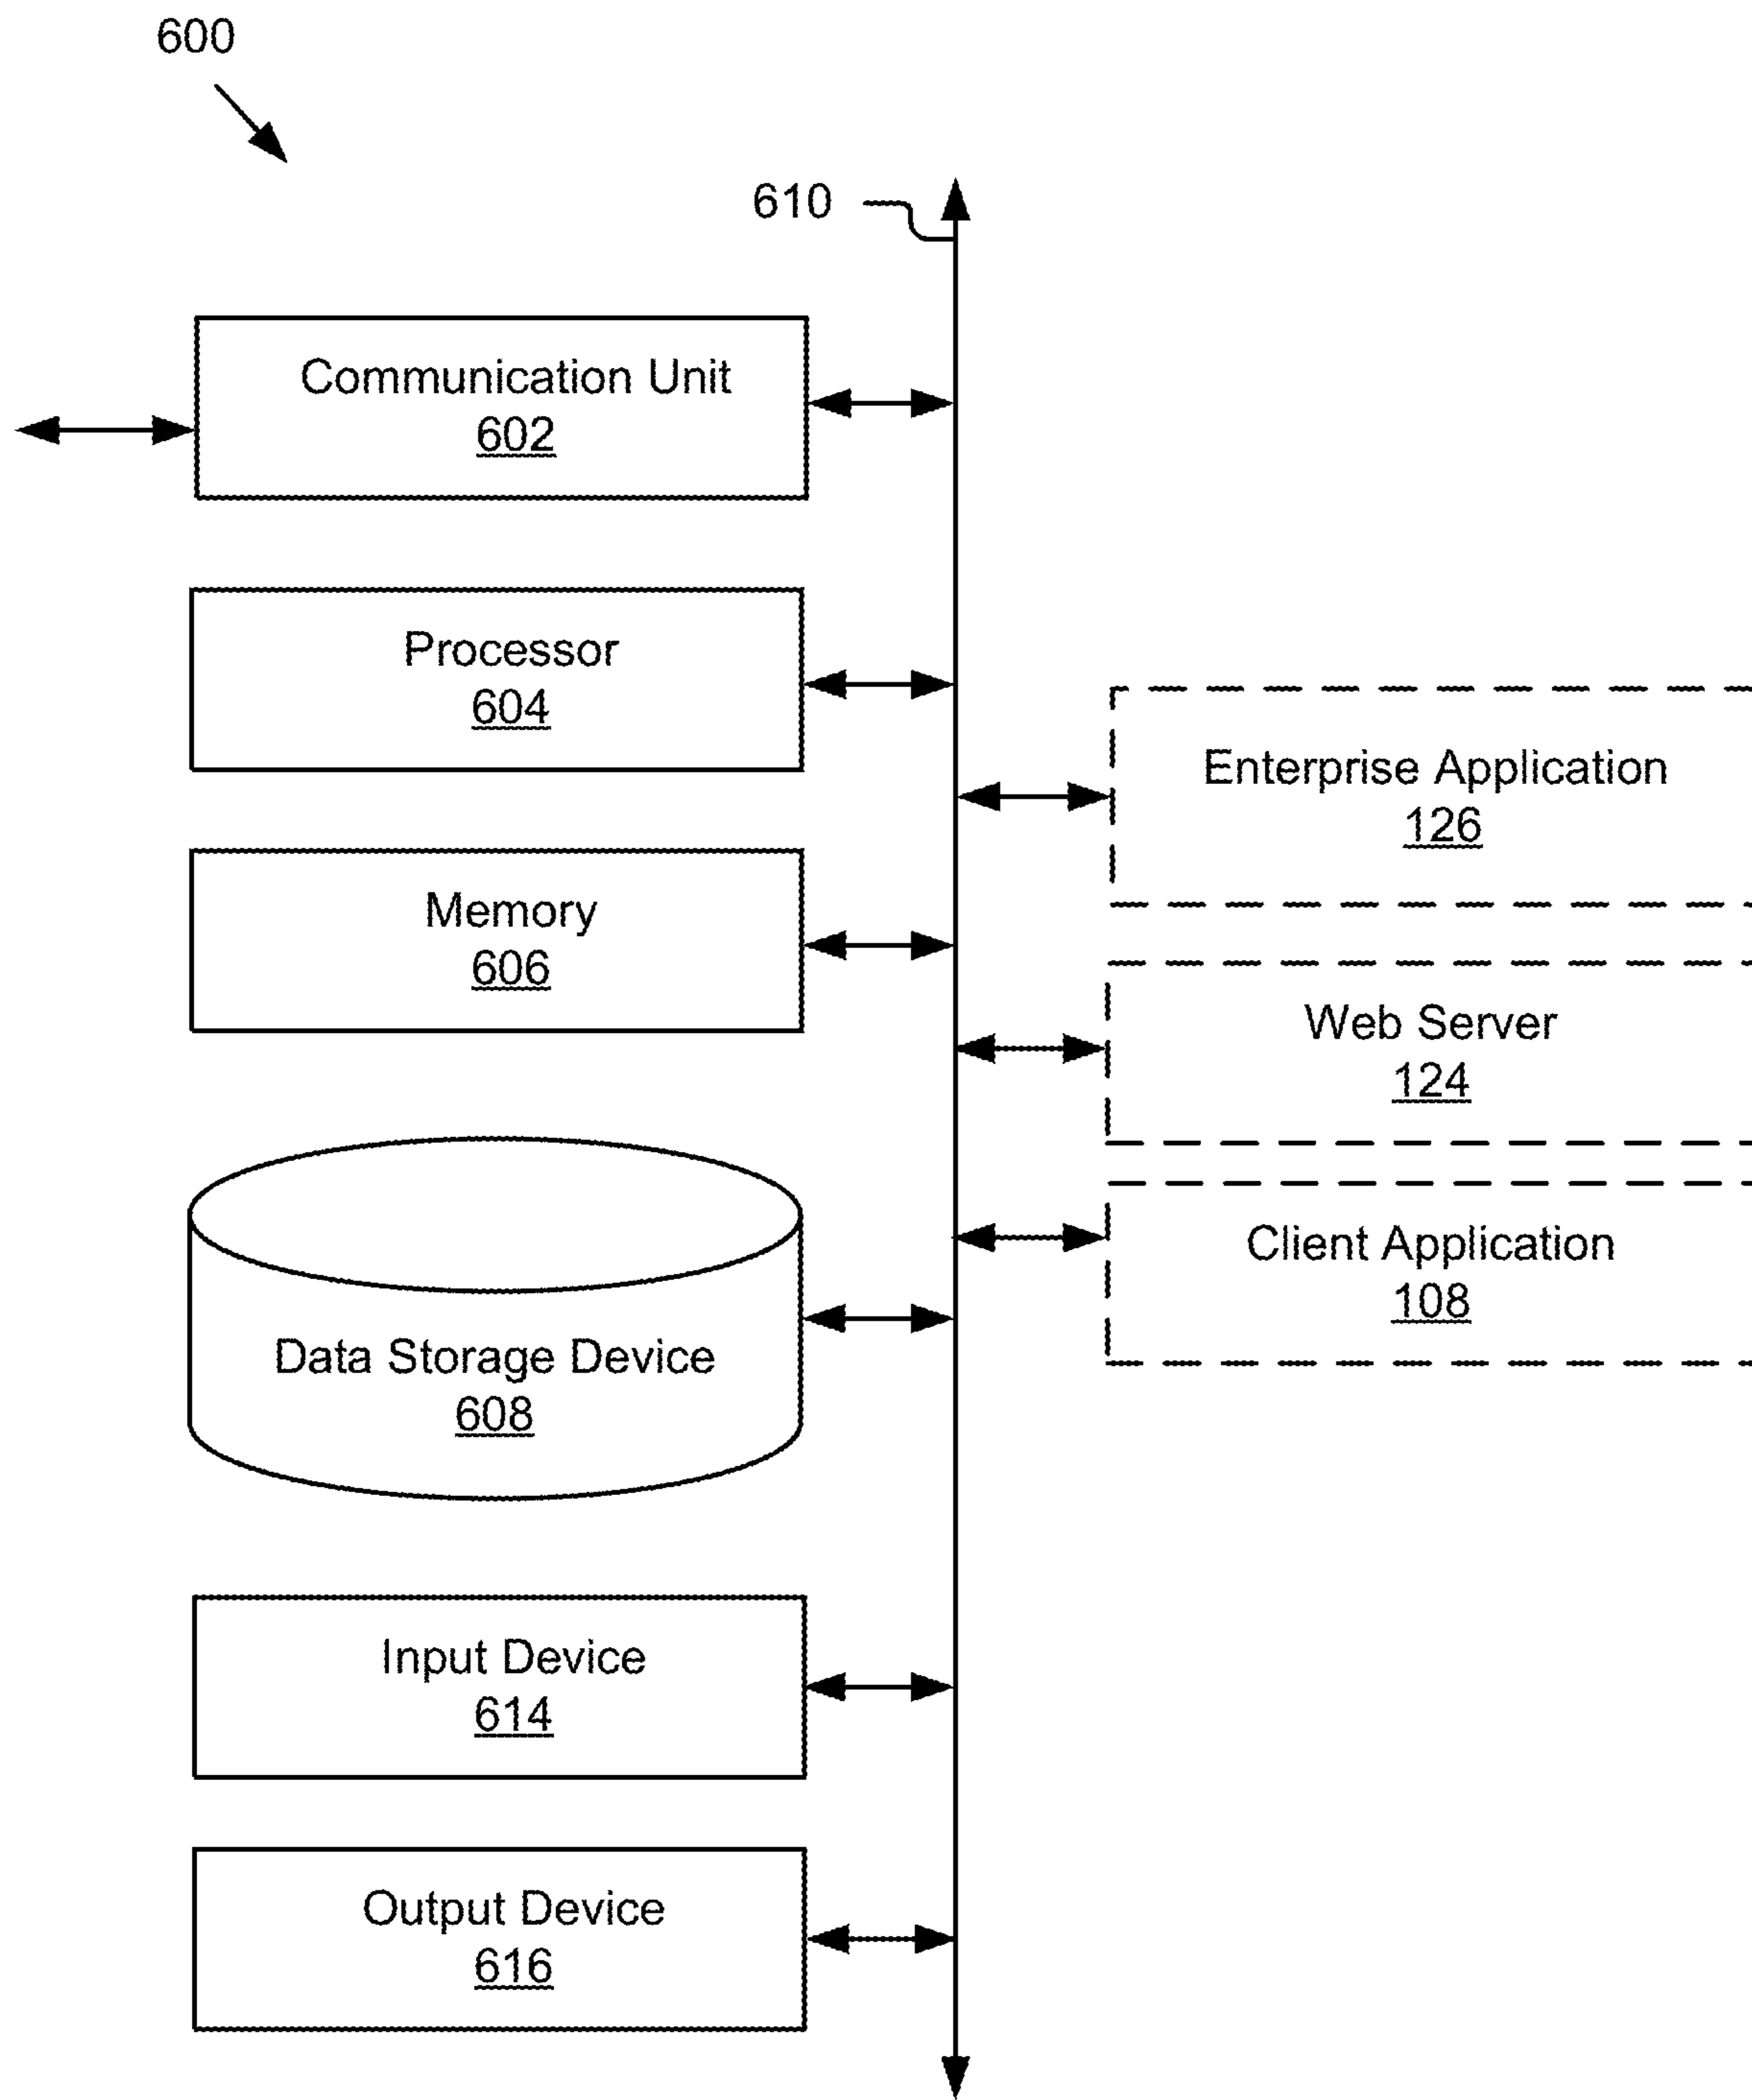 600
610
Communication Unit
602
Processor
604
Enterprise Application
126
Memory
606
Web Server
124
Client Application
108
Data Storage Device
608
Input Device
614
Output Device
616